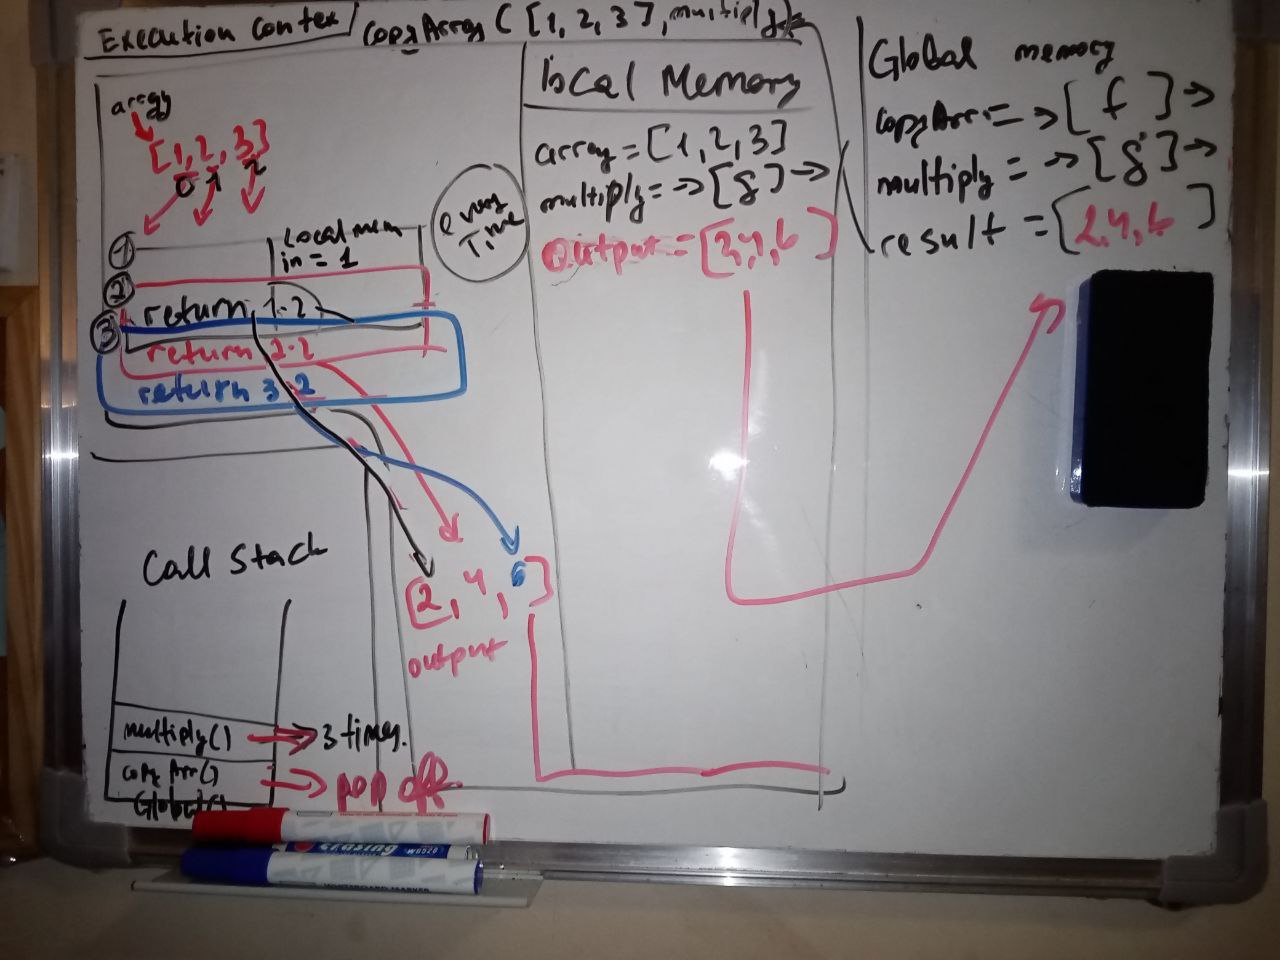 Execution Contex
copyArray ( [1, 2, 3], multiply);
array
[1, 2, 3]
0 1 2
1
Local mem
in = 1
2
return 1·2
3
return 2·2
return 3·2
every
Time
local Memory
array = [1, 2, 3]
multiply = → [g] →
output = [2, 4, 6 ]
Global memory
copyArr = → [ f ] →
multiply = → [g] →
result = [2, 4, 6 ]
[2, 4, 6]
output
Call Stack
multiply() → 3 times.
copyArr() → pop off.
Global()
Erasing
WHITEBOARD MARKER